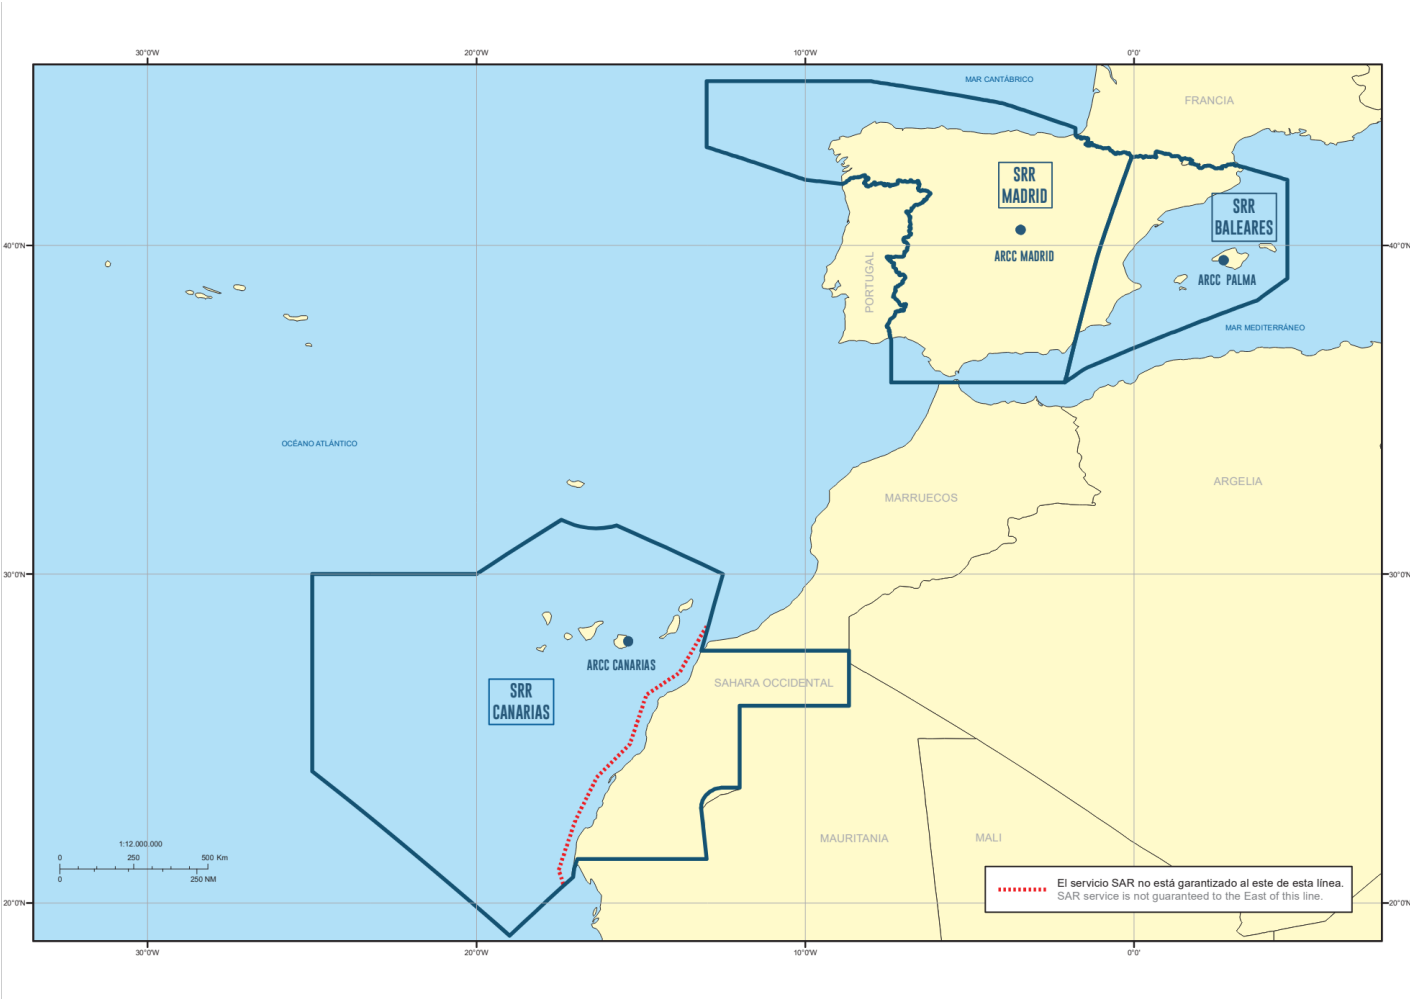 30°0'W
20°0'W
10°0'W
0°0'
MAR CANTÁBRICO
FRANCIA
SRR
MADRID
SRR
BALEARES
40°0'N
40°0'N
ARCC MADRID
PORTUGAL
ARCC PALMA
MAR MEDITERRÁNEO
OCÉANO ATLÁNTICO
MARRUECOS
ARGELIA
30°0'N
30°0'N
ARCC CANARIAS
SRR
CANARIAS
SAHARA OCCIDENTAL
1:12.000.000
0
250
500 Km
0
250 NM
MAURITANIA
MALI
El servicio SAR no está garantizado al este de esta línea.
SAR service is not guaranteed to the East of this line.
20°0'N
20°0'N
30°0'W
20°0'W
10°0'W
0°0'